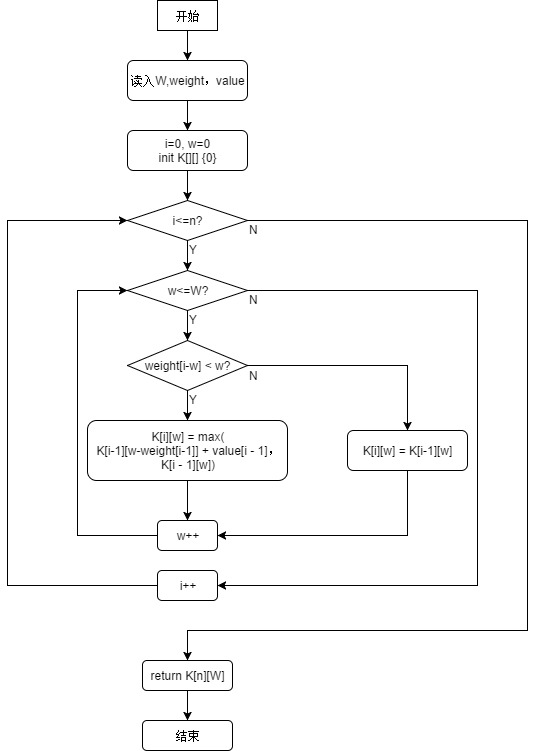 开始
读入W,weight，value
i=0, w=0
init K[][] {0}
i<=n?
N
Y
w<=W?
N
Y
weight[i-w] < w?
N
Y
K[i][w] = max(
K[i-1][w-weight[i-1]] + value[i - 1]，
K[i - 1][w])
K[i][w] = K[i-1][w]
w++
i++
return K[n][W]
结束